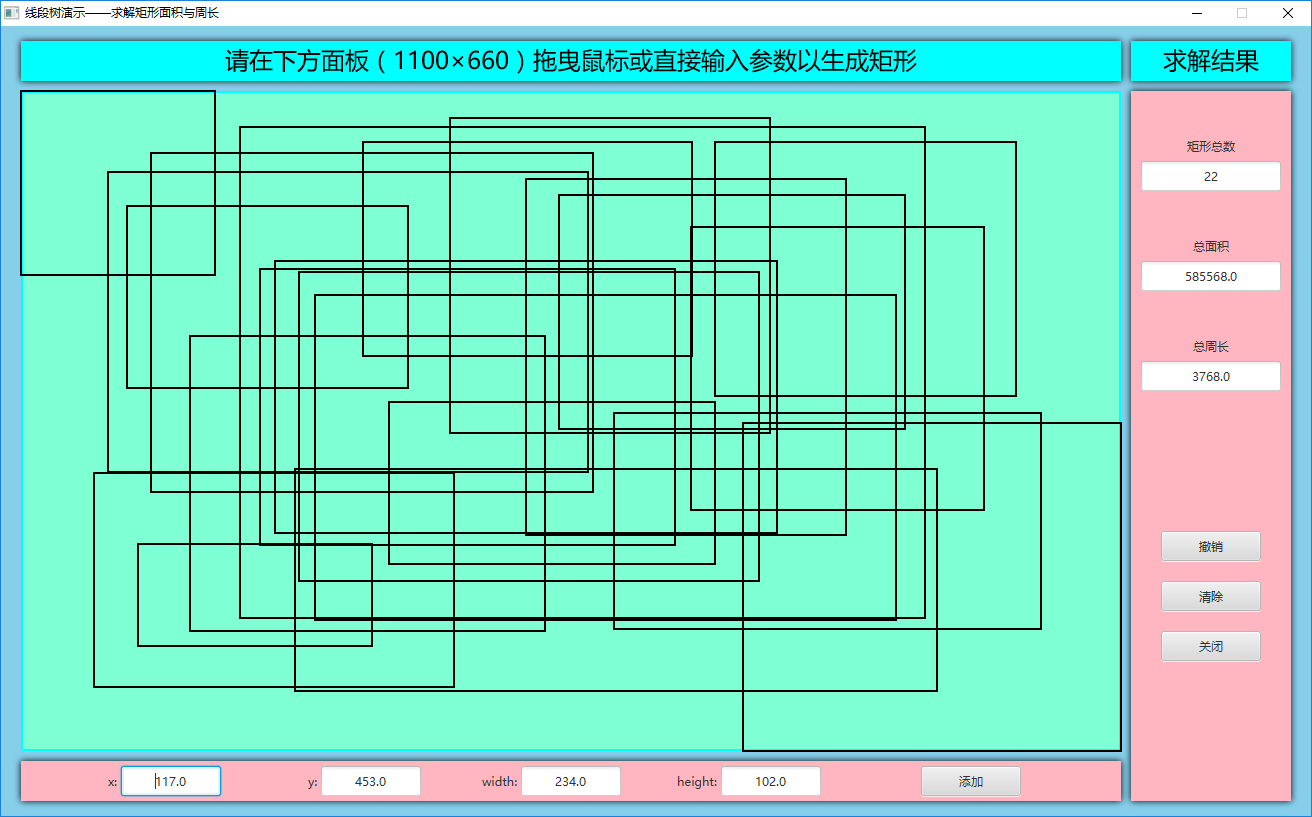 线段树演示——求解矩形面积与周长
请在下方面板（1100×660）拖曳鼠标或直接输入参数以生成矩形
求解结果
矩形总数
22
总面积
585568.0
总周长
3768.0
撤销
清除
关闭
x: 117.0 y: 453.0 width: 234.0 height: 102.0 添加